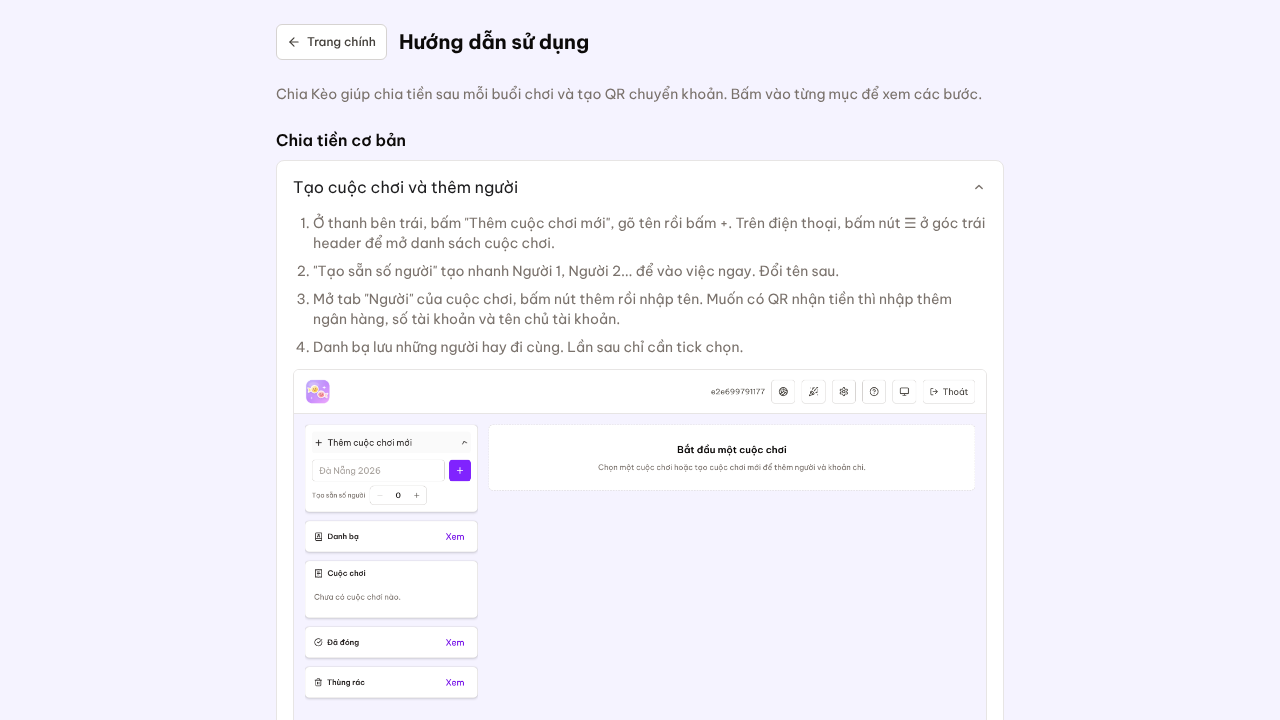 Trang chính
Hướng dẫn sử dụng
Chia Kèo giúp chia tiền sau mỗi buổi chơi và tạo QR chuyển khoản. Bấm vào từng mục để xem các bước.
Chia tiền cơ bản
Tạo cuộc chơi và thêm người
1. Ở thanh bên trái, bấm "Thêm cuộc chơi mới", gõ tên rồi bấm +. Trên điện thoại, bấm nút ☰ ở góc trái
header để mở danh sách cuộc chơi.
2. "Tạo sẵn số người" tạo nhanh Người 1, Người 2... để vào việc ngay. Đổi tên sau.
3. Mở tab "Người" của cuộc chơi, bấm nút thêm rồi nhập tên. Muốn có QR nhận tiền thì nhập thêm
ngân hàng, số tài khoản và tên chủ tài khoản.
4. Danh bạ lưu những người hay đi cùng. Lần sau chỉ cần tick chọn.
e2e699791177
Thoát
Thêm cuộc chơi mới
Đà Nẵng 2026
+
Tạo sẵn số người
− 0 +
Bắt đầu một cuộc chơi
Chọn một cuộc chơi hoặc tạo cuộc chơi mới để thêm người và khoản chi.
Danh bạ Xem
Cuộc chơi
Chưa có cuộc chơi nào.
Đã đóng Xem
Thùng rác Xem